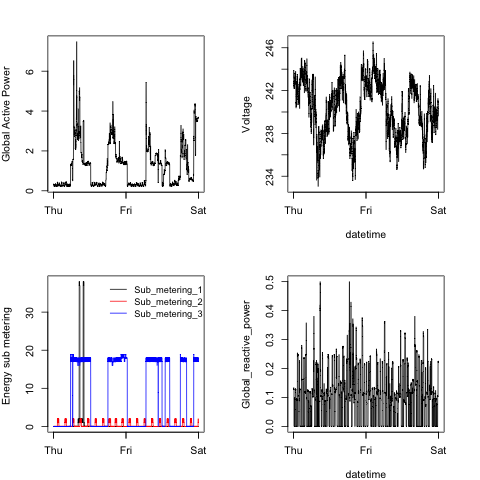 Global Active Power
6
4
2
0
Thu
Fri
Sat
Voltage
246
242
238
234
Thu
Fri
Sat
datetime
Energy sub metering
30
20
10
0
Sub_metering_1
Sub_metering_2
Sub_metering_3
Thu
Fri
Sat
Global_reactive_power
0.5
0.4
0.3
0.2
0.1
0.0
Thu
Fri
Sat
datetime